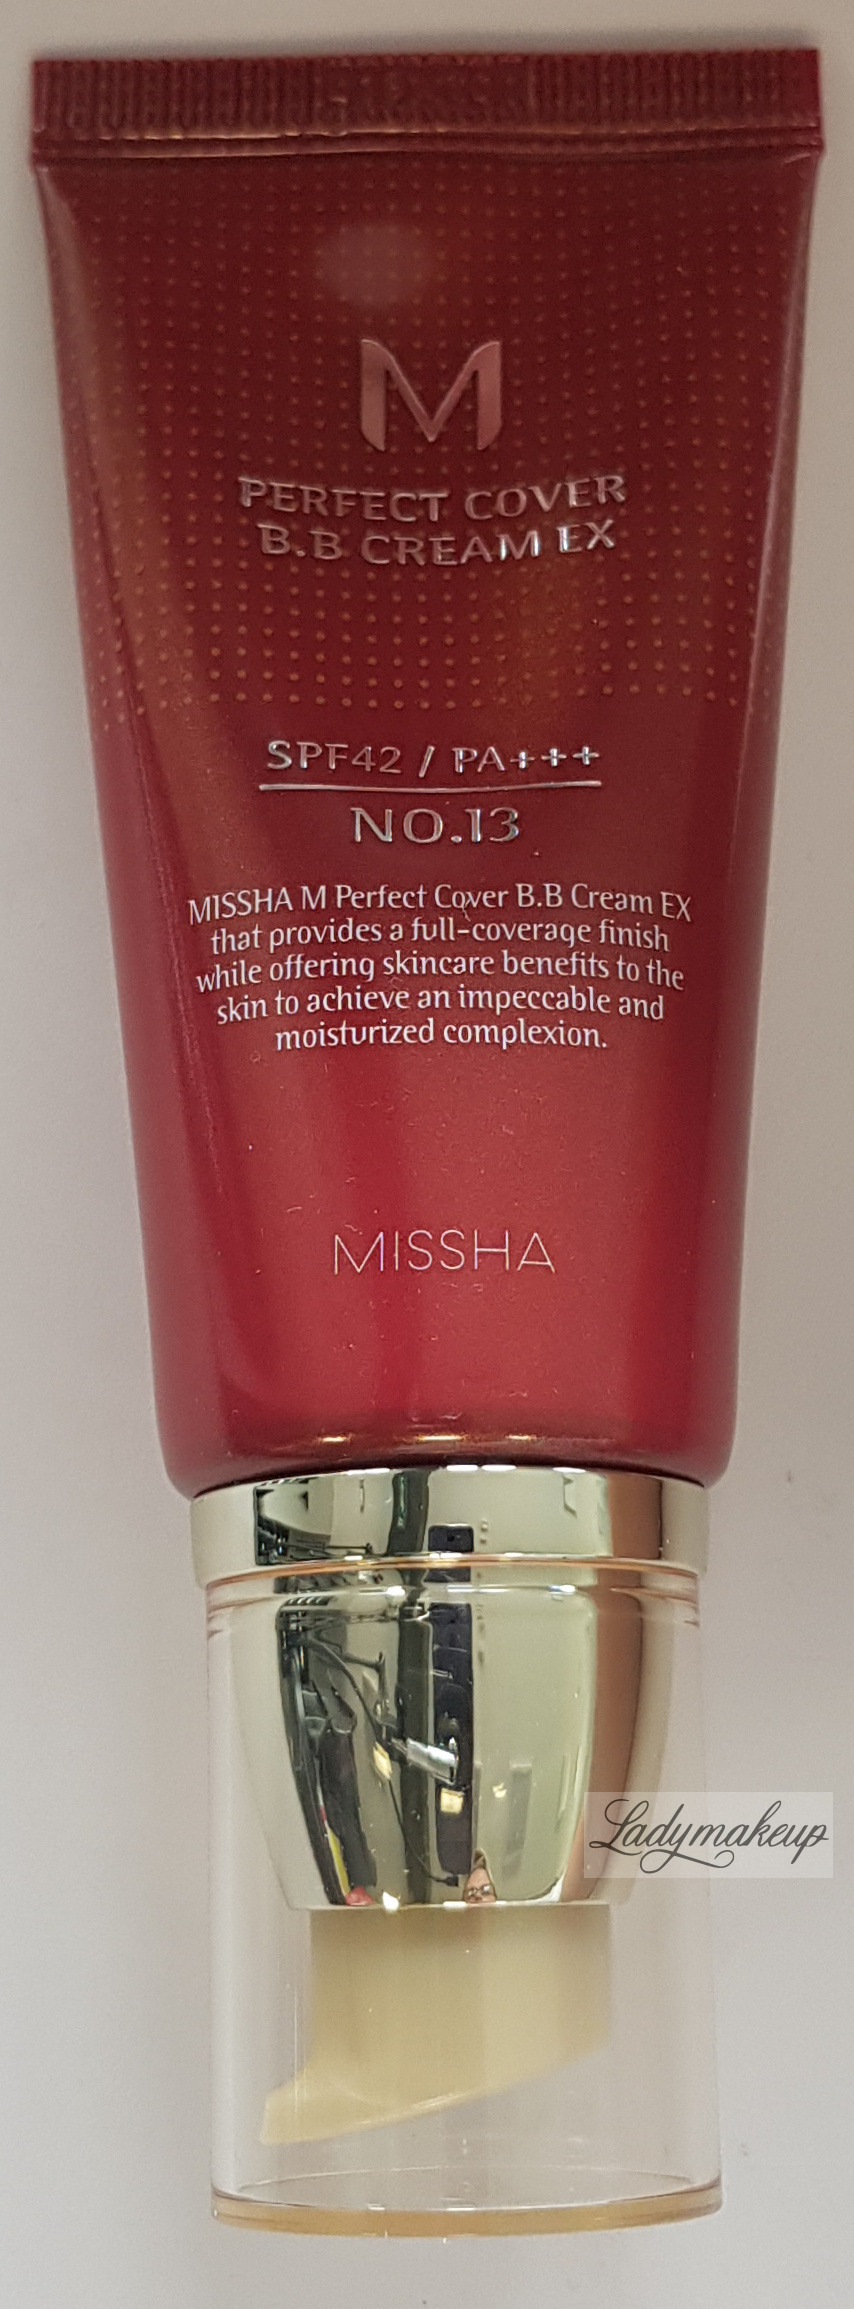 M
PERFECT COVER
B.B CREAM EX
SPF42 / PA+++
NO.13
MISSHA M Perfect Cover B.B Cream EX
that provides a full-coverage finish
while offering skincare benefits to the
skin to achieve an impeccable and
moisturized complexion.
MISSHA
Ladymakeup